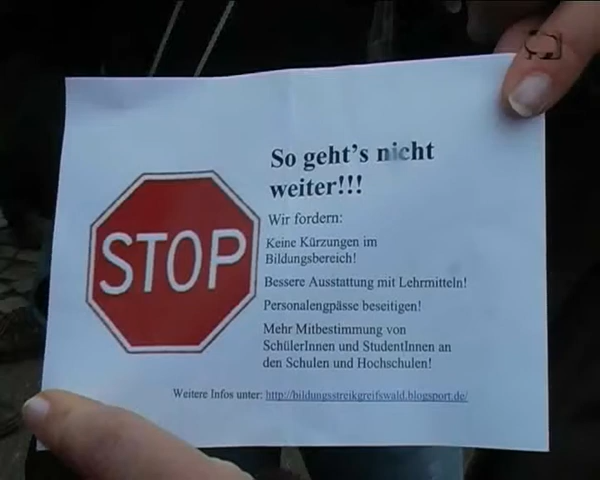 STOP
So geht's nicht
weiter!!!
Wir fordern:
Keine Kürzungen im
Bildungsbereich!
Bessere Ausstattung mit Lehrmitteln!
Personalengpässe beseitigen!
Mehr Mitbestimmung von
SchülerInnen und StudentInnen an
den Schulen und Hochschulen!
Weitere Infos unter: http://bildungsstreikgreifswald.blogsport.de/